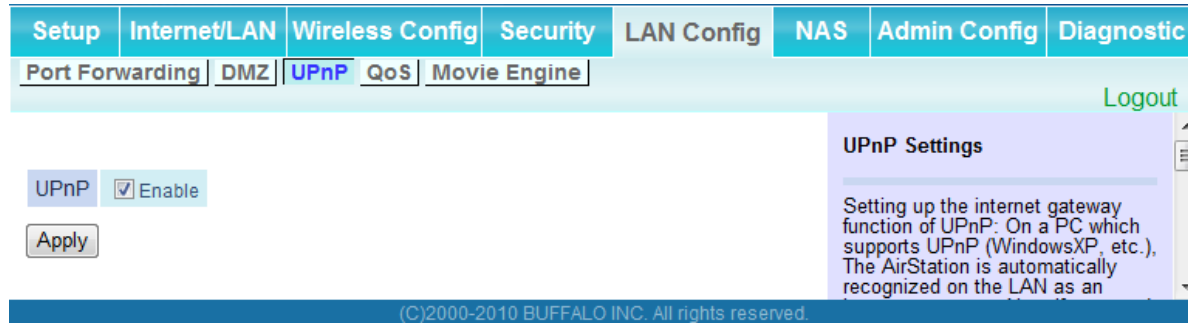 Setup Internet/LAN Wireless Config Security LAN Config NAS Admin Config Diagnostic
Port Forwarding DMZ UPnP QoS Movie Engine
Logout
UPnP Enable
Apply
UPnP Settings
Setting up the internet gateway
function of UPnP: On a PC which
supports UPnP (WindowsXP, etc.),
The AirStation is automatically
recognized on the LAN as an
(C)2000-2010 BUFFALO INC. All rights reserved.